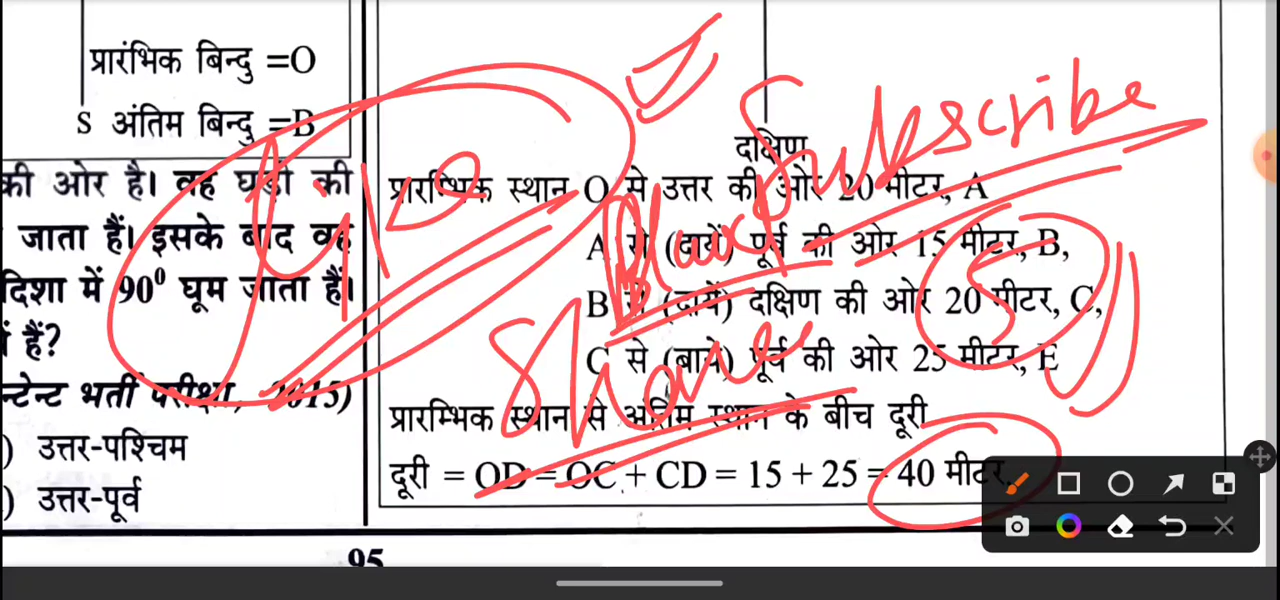 प्रारंभिक बिन्दु =O
S अंतिम बिन्दु =B
की ओर है। वह घड़ी की
जाता हैं। इसके बाद वह
दिशा में 90⁰ घूम जाता हैं।
में हैं?
न्टेन्ट भर्ती परीक्षा, 2015)
) उत्तर-पश्चिम
) उत्तर-पूर्व
दक्षिण
प्रारम्भिक स्थान O से उत्तर की ओर 20 मीटर, A
A से (दायें) पूर्व की ओर 15 मीटर, B,
B से (दायें) दक्षिण की ओर 20 मीटर, C,
C से (बायें) पूर्व की ओर 25 मीटर, E
प्रारम्भिक स्थान से अंतिम स्थान के बीच दूरी
दूरी = OD = OC + CD = 15 + 25 = 40 मीटर
95
Subscribe
Share
5